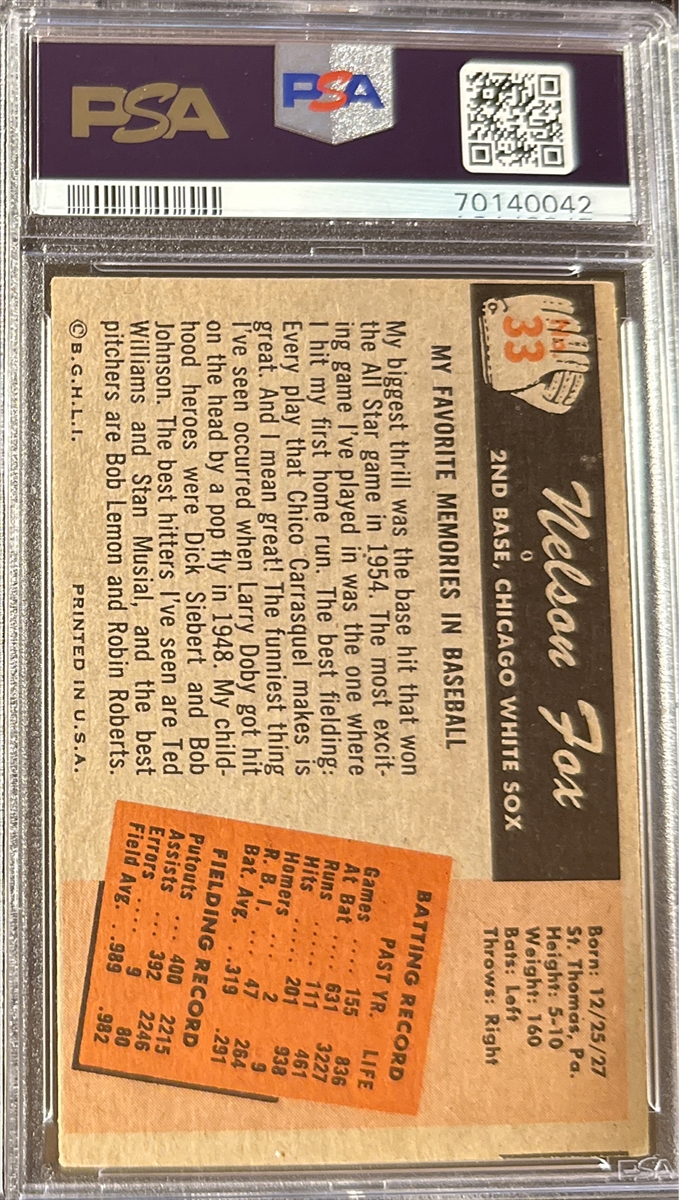 PSA
PSA
70140042
No.
33
Nelson Fox
2ND BASE, CHICAGO WHITE SOX
Born: 12/25/27
St. Thomas, Pa.
Height: 5-10
Weight: 160
Bats: Left
Throws: Right
MY FAVORITE MEMORIES IN BASEBALL
My biggest thrill was the base hit that won
the All Star game in 1954. The most excit-
ing game I've played in was the one where
I hit my first home run. The best fielding:
Every play that Chico Carrasquel makes is
great. And I mean great! The funniest thing
I've seen occurred when Larry Doby got hit
on the head by a pop fly in 1948. My child-
hood heroes were Dick Siebert and Bob
Johnson. The best hitters I've seen are Ted
Williams and Stan Musial, and the best
pitchers are Bob Lemon and Robin Roberts.
© B.G.H.L.I. PRINTED IN U.S.A.
BATTING RECORD
PAST YR. LIFE
Games .... 155 836
At Bat .... 631 3227
Runs ..... 111 461
Hits ...... 201 938
Homers .... 2 9
R. B. I. .... 47 264
Bat. Avg. ..319 .291
FIELDING RECORD
Putouts ... 400 2215
Assists ... 392 2246
Errors .... 9 80
Field Avg. ..989 .982
PSA